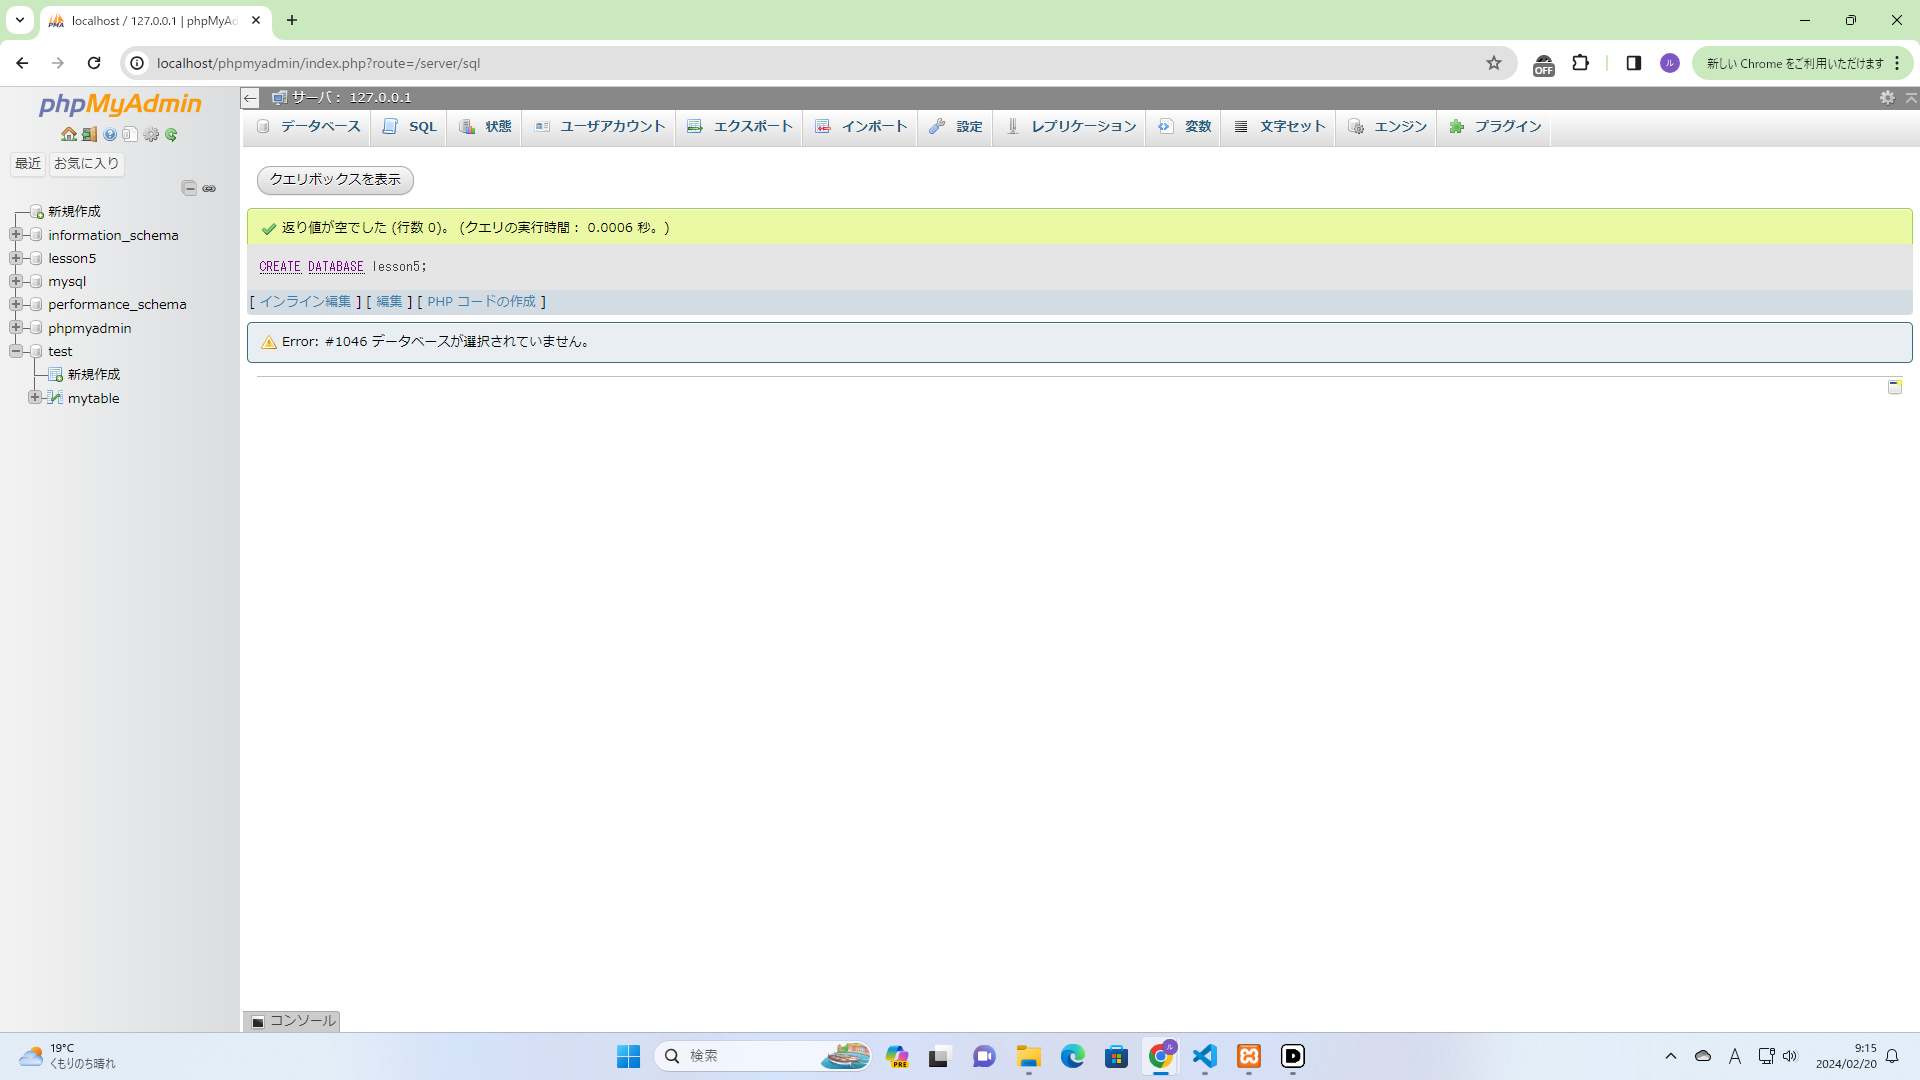 localhost / 127.0.0.1 | phpMyAd
localhost/phpmyadmin/index.php?route=/server/sql
OFF
ル
新しい Chrome をご利用いただけます
phpMyAdmin
最近 お気に入り
新規作成
information_schema
lesson5
mysql
performance_schema
phpmyadmin
test
新規作成
mytable
サーバ： 127.0.0.1
データベース SQL 状態 ユーザアカウント エクスポート インポート 設定 レプリケーション 変数 文字セット エンジン プラグイン
クエリボックスを表示
返り値が空でした (行数 0)。 (クエリの実行時間： 0.0006 秒。)
CREATE DATABASE lesson5;
[ インライン編集 ] [ 編集 ] [ PHP コードの作成 ]
Error: #1046 データベースが選択されていません。
コンソール
19°C
くもりのち晴れ
検索
PRE
ル
D
A
9:15
2024/02/20